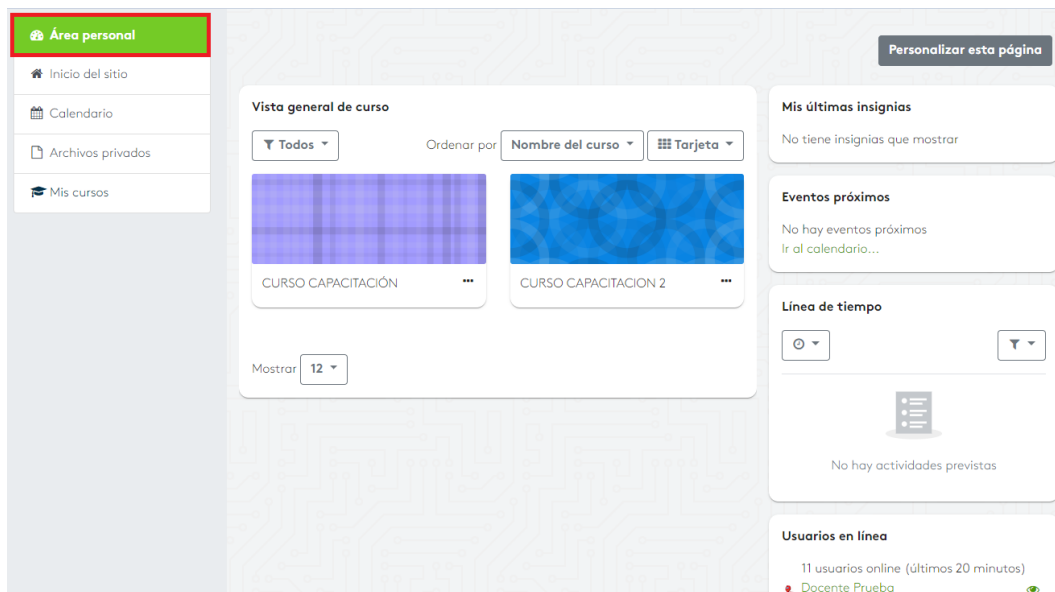 Área personal
Inicio del sitio
Calendario
Archivos privados
Mis cursos
Personalizar esta página
Vista general de curso
Todos
Ordenar por
Nombre del curso
Tarjeta
CURSO CAPACITACIÓN
CURSO CAPACITACION 2
Mostrar
12
Mis últimas insignias
No tiene insignias que mostrar
Eventos próximos
No hay eventos próximos
Ir al calendario...
Línea de tiempo
No hay actividades previstas
Usuarios en línea
11 usuarios online (últimos 20 minutos)
Docente Prueba